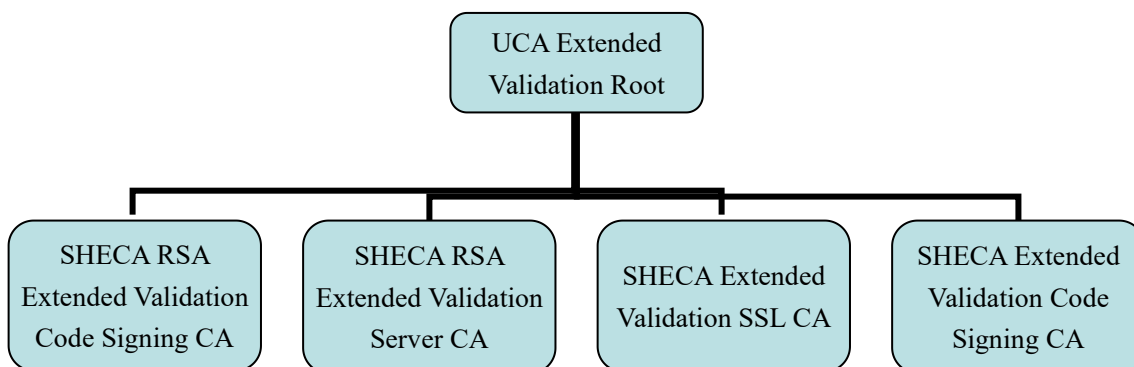 UCA Extended
Validation Root
SHECA RSA
Extended Validation
Code Signing CA
SHECA RSA
Extended Validation
Server CA
SHECA Extended
Validation SSL CA
SHECA Extended
Validation Code
Signing CA